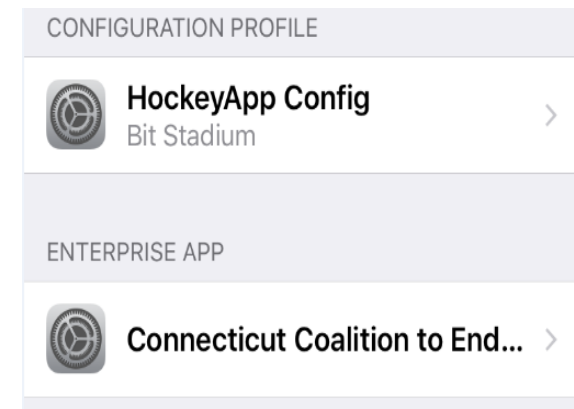 CONFIGURATION PROFILE
HockeyApp Config
Bit Stadium
ENTERPRISE APP
Connecticut Coalition to End...